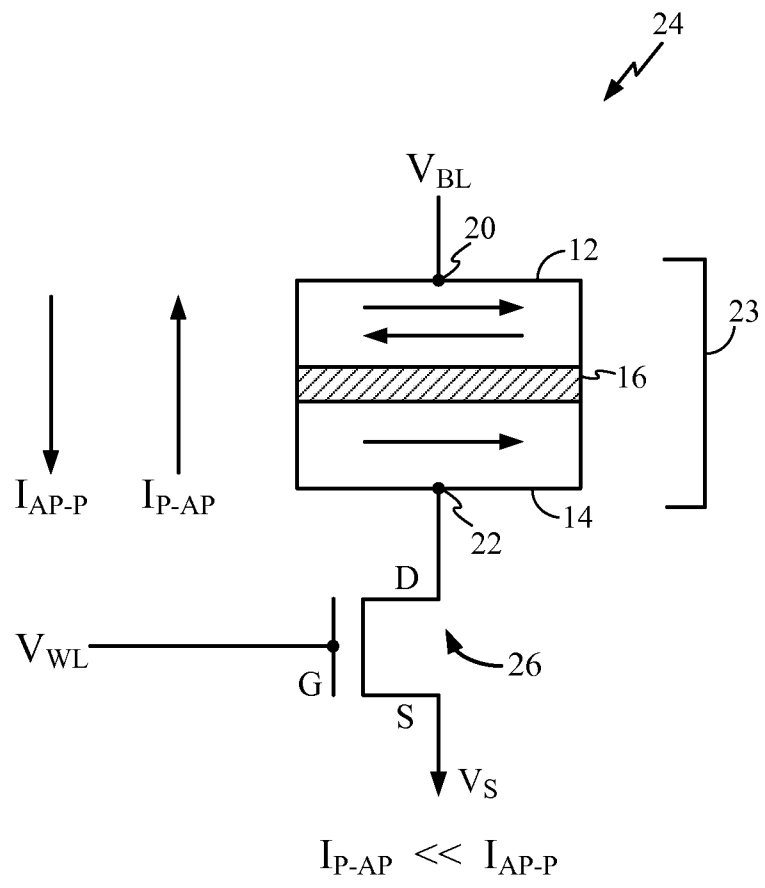 24
V_BL
20
12
23
16
I_AP-P
I_P-AP
14
22
D
V_WL
26
G
S
V_S
I_P-AP << I_AP-P